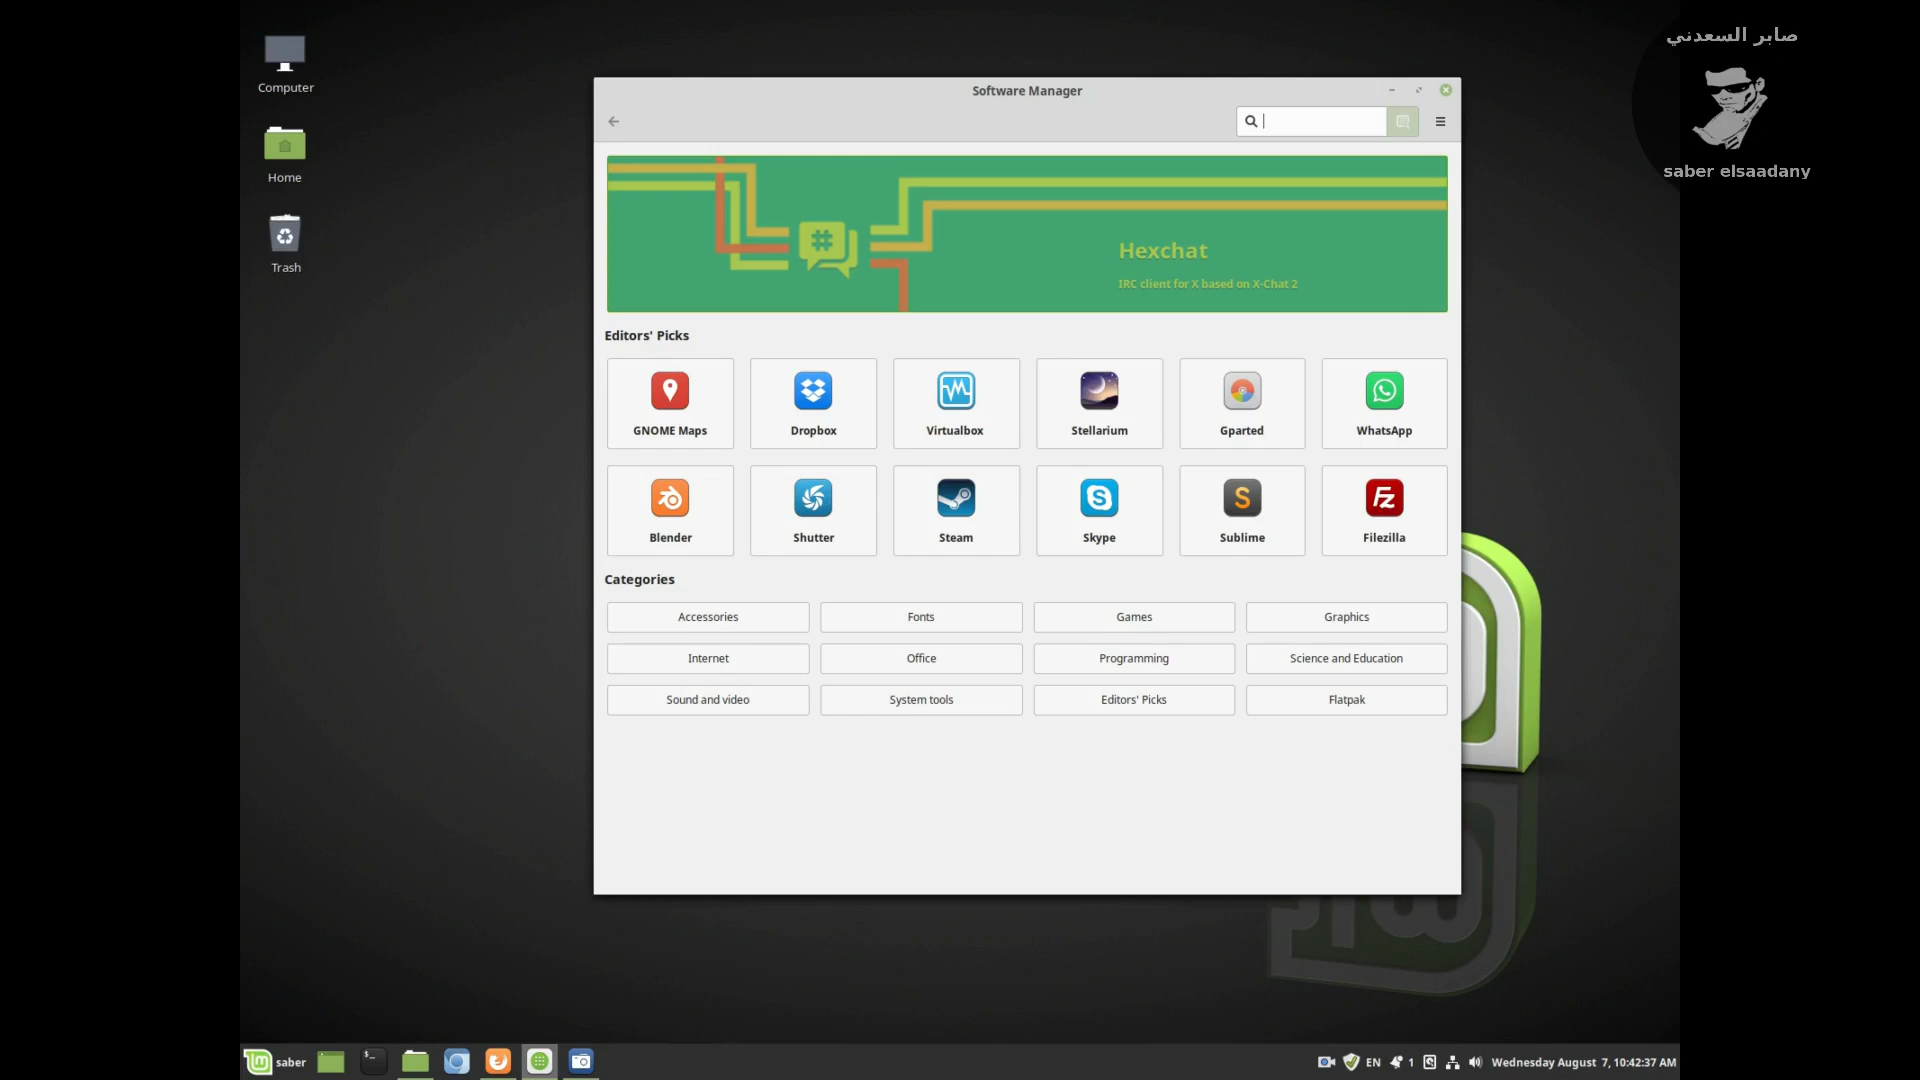 صابر السعدني
saber elsaadany
Computer
Home
Trash
Software Manager
Hexchat
IRC client for X based on X-Chat 2
Editors' Picks
GNOME Maps Dropbox Virtualbox Stellarium Gparted WhatsApp
Blender Shutter Steam Skype Sublime Filezilla
Categories
Accessories Fonts Games Graphics
Internet Office Programming Science and Education
Sound and video System tools Editors' Picks Flatpak
saber EN 1 Wednesday August 7, 10:42:37 AM